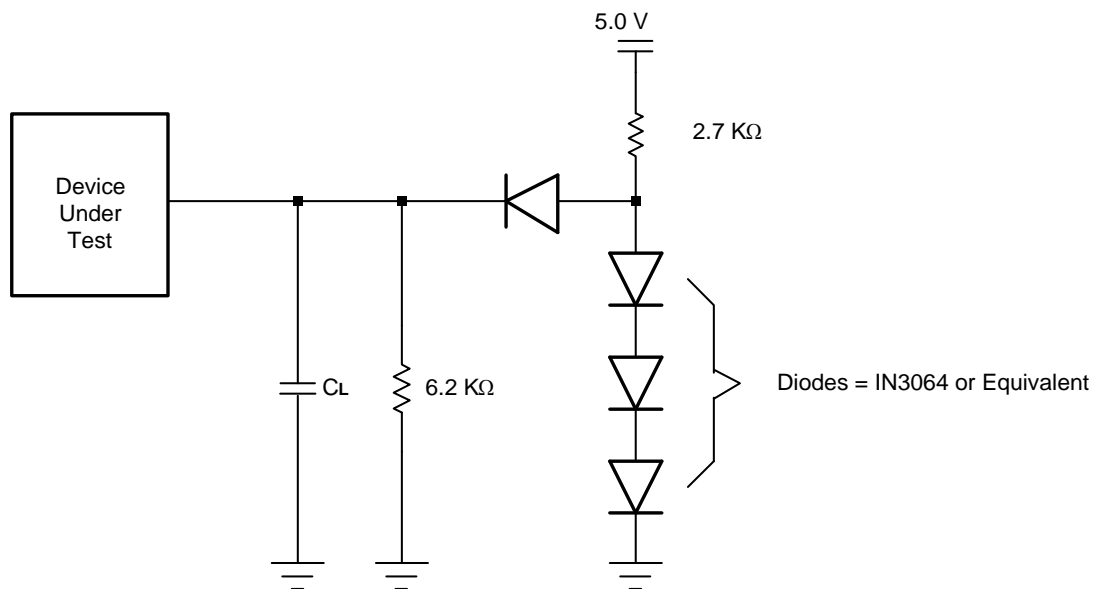 5.0 V
2.7 KΩ
Device
Under
Test
CL
6.2 KΩ
Diodes = IN3064 or Equivalent